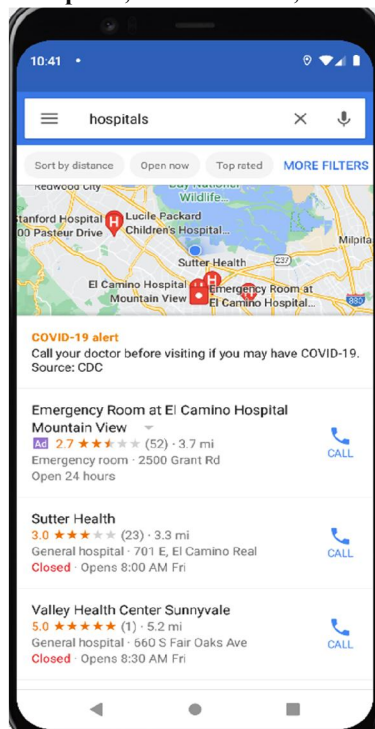 10:41
hospitals
Sort by distance
Open now
Top rated
MORE FILTERS
Redwood City
Bay National
Wildlife...
Stanford Hospital
Lucile Packard
00 Pasteur Drive
Children's Hospital...
Milpita
Sutter Health
237
El Camino Hospital
Mountain View
Emergency Room at
El Camino Hospital...
880
COVID-19 alert
Call your doctor before visiting if you may have COVID-19.
Source: CDC
Emergency Room at El Camino Hospital
Mountain View
Ad 2.7 ★★★★★ (52) · 3.7 mi
Emergency room · 2500 Grant Rd
Open 24 hours
CALL
Sutter Health
3.0 ★★★★★ (23) · 3.3 mi
General hospital · 701 E, El Camino Real
Closed · Opens 8:00 AM Fri
CALL
Valley Health Center Sunnyvale
5.0 ★★★★★ (1) · 5.2 mi
General hospital · 660 S Fair Oaks Ave
Closed · Opens 8:30 AM Fri
CALL